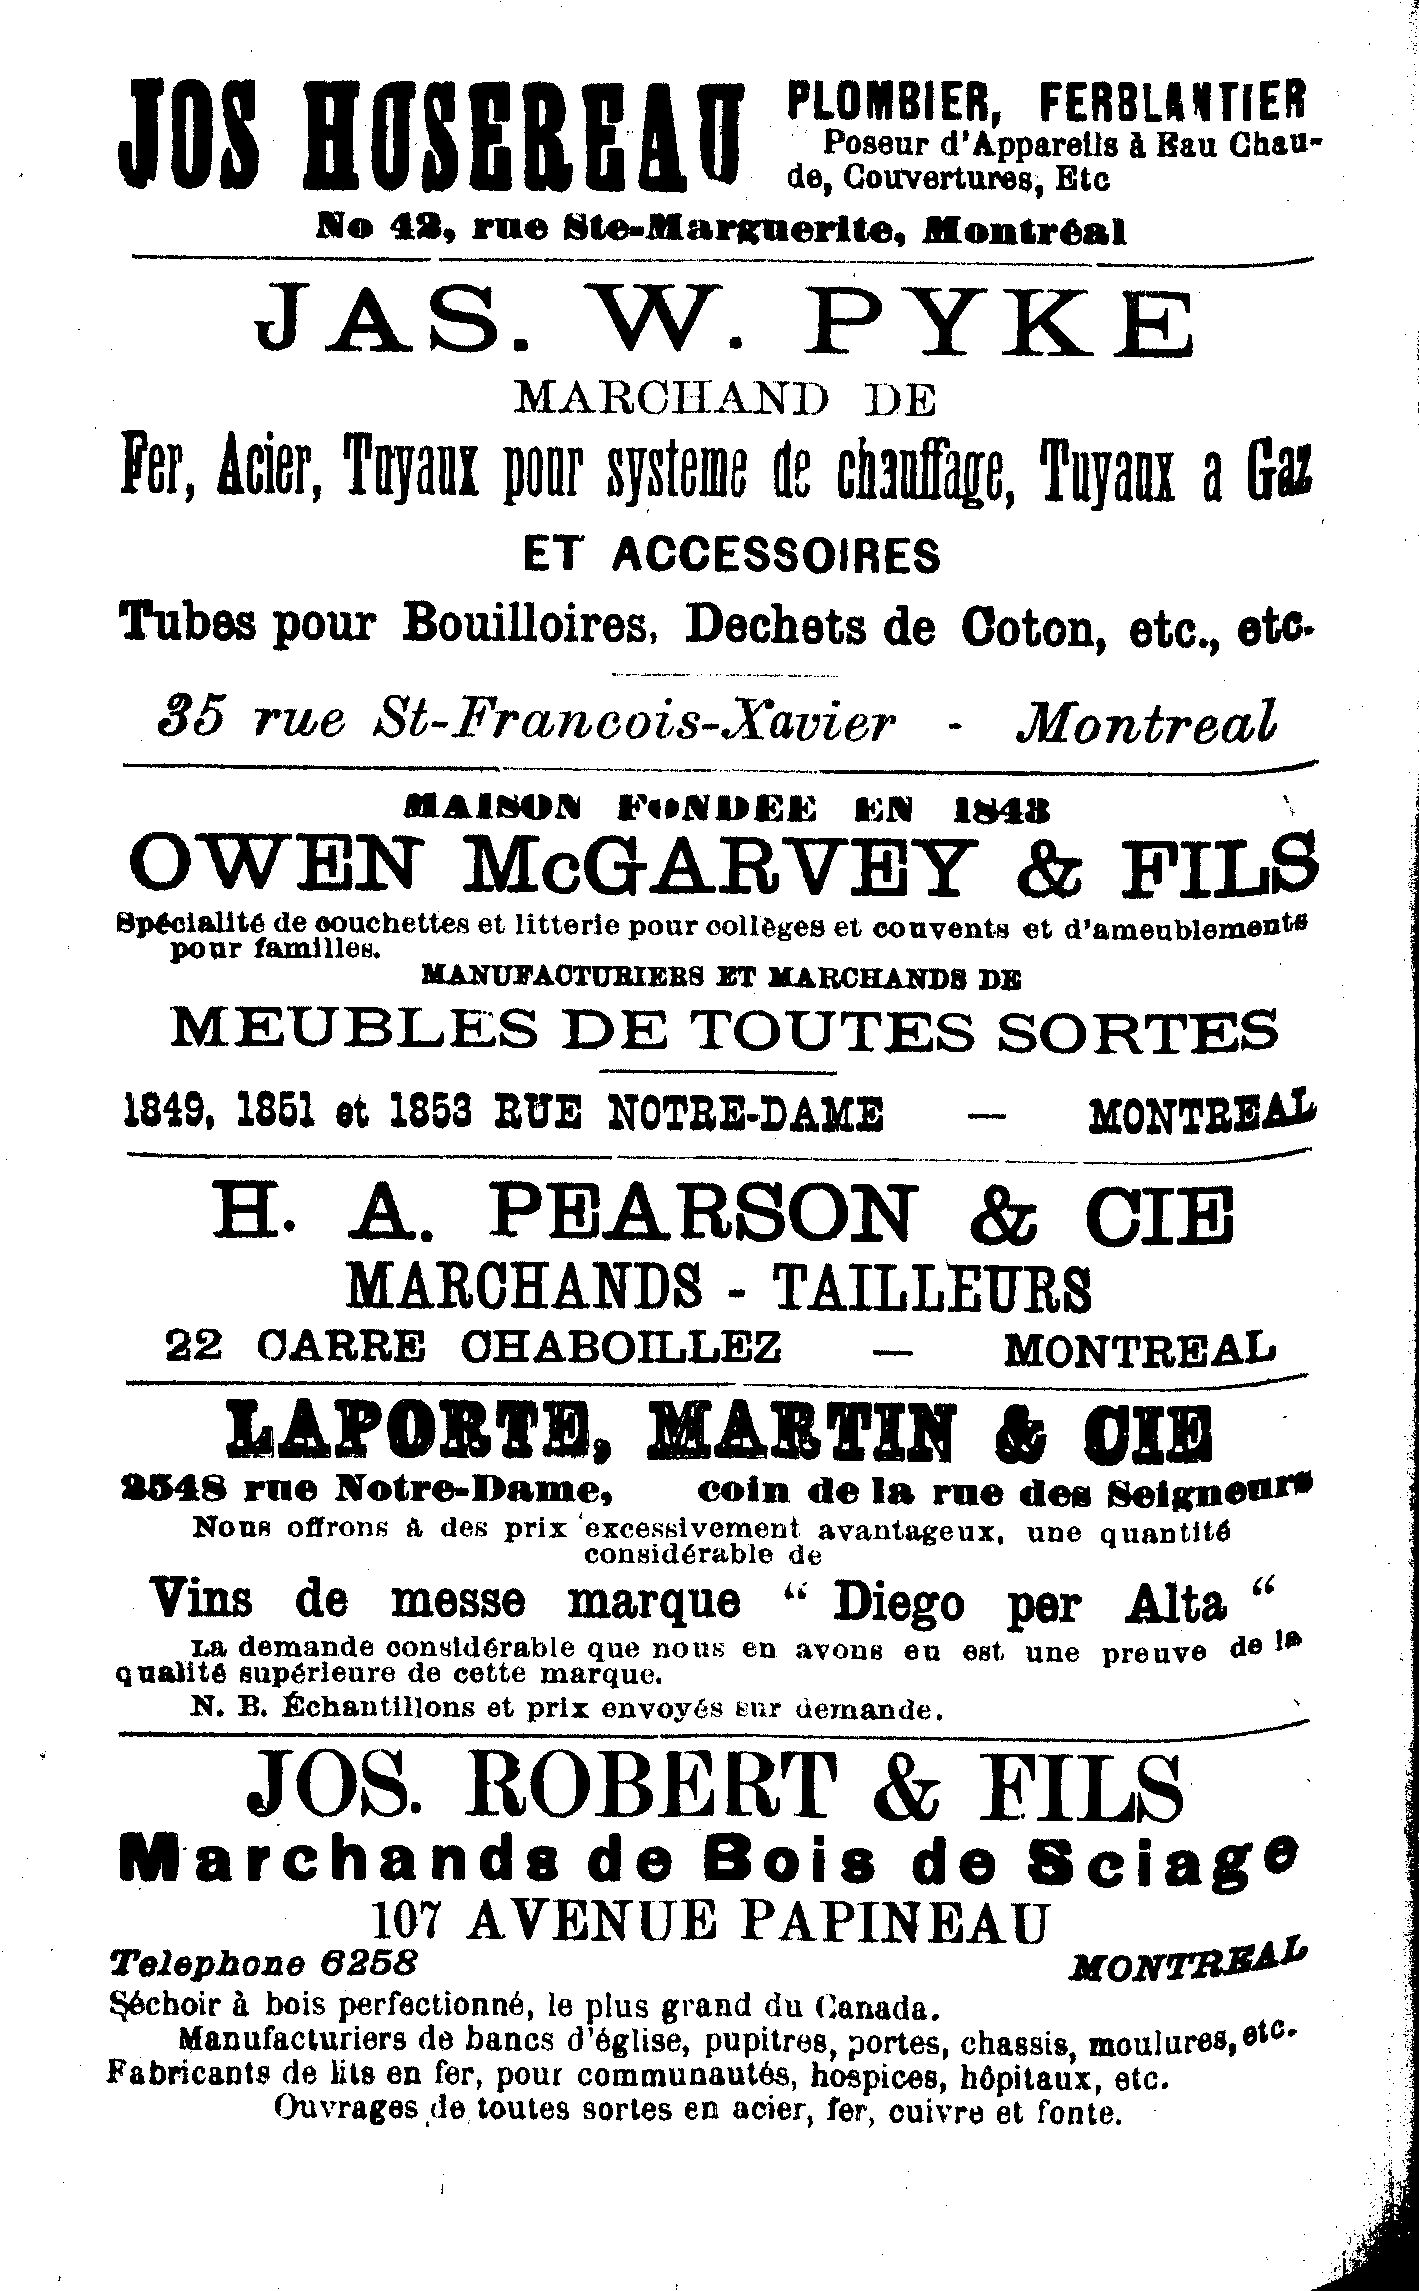 JOS HUSEREAU
PLOMBIER, FERBLANTIER
Poseur d'Appareils à Eau Chau-
de, Couvertures, Etc
No 42, rue Ste-Marguerite, Montréal
JAS. W. PYKE
MARCHAND DE
Fer, Acier, Tuyaux pour systeme de chauffage, Tuyaux a Gaz
ET ACCESSOIRES
Tubes pour Bouilloires, Dechets de Coton, etc., etc.
35 rue St-Francois-Xavier - Montreal
MAISON FONDEE EN 1843
OWEN McGARVEY & FILS
Spécialité de couchettes et litterie pour collèges et couvents et d'ameublements
pour familles.
MANUFACTURIERS ET MARCHANDS DE
MEUBLES DE TOUTES SORTES
1849, 1851 et 1853 RUE NOTRE-DAME — MONTREAL
H. A. PEARSON & CIE
MARCHANDS - TAILLEURS
22 CARRE CHABOILLEZ — MONTREAL
LAPORTE, MARTIN & CIE
2548 rue Notre-Dame, coin de la rue des Seigneurs
Nous offrons à des prix excessivement avantageux, une quantité
considérable de
Vins de messe marque “ Diego per Alta “
La demande considérable que nous en avons eu est une preuve de la
qualité supérieure de cette marque.
N. B. Échantillons et prix envoyés sur demande.
JOS. ROBERT & FILS
Marchands de Bois de Sciage
107 AVENUE PAPINEAU
Telephone 6258 MONTREAL
Séchoir à bois perfectionné, le plus grand du Canada.
Manufacturiers de bancs d'église, pupitres, portes, chassis, moulures, etc.
Fabricants de lits en fer, pour communautés, hospices, hôpitaux, etc.
Ouvrages de toutes sortes en acier, fer, cuivre et fonte.